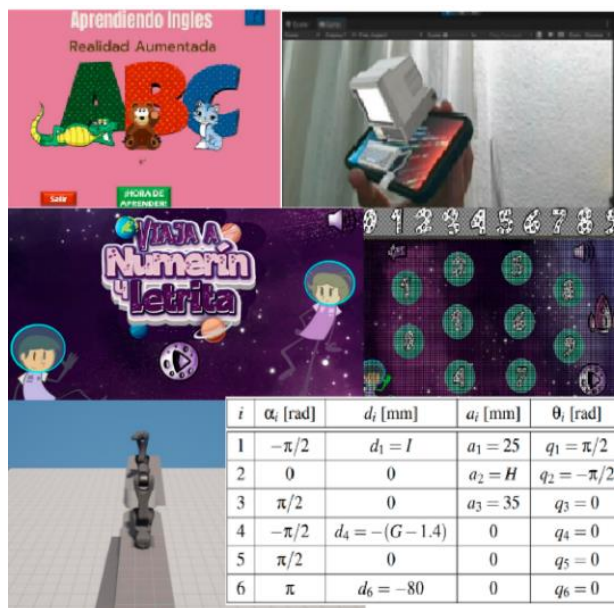 Aprendiendo Ingles
Realidad Aumentada
ABC
Salir
¡HORA DE
APRENDER!
VIAJA A
Numerín
y
letrita
0 1 2 3 4 5 6 7 8 9
i αᵢ [rad] dᵢ [mm] aᵢ [mm] θᵢ [rad]
1 −π/2 d₁ = I a₁ = 25 q₁ = π/2
2 0 0 a₂ = H q₂ = −π/2
3 π/2 0 a₃ = 35 q₃ = 0
4 −π/2 d₄ = −(G − 1.4) 0 q₄ = 0
5 π/2 0 0 q₅ = 0
6 π d₆ = −80 0 q₆ = 0